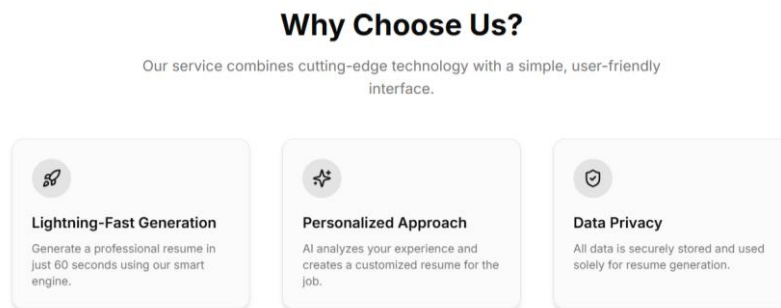 Why Choose Us?
Our service combines cutting-edge technology with a simple, user-friendly
interface.
Lightning-Fast Generation
Generate a professional resume in
just 60 seconds using our smart
engine.
Personalized Approach
AI analyzes your experience and
creates a customized resume for the
job.
Data Privacy
All data is securely stored and used
solely for resume generation.